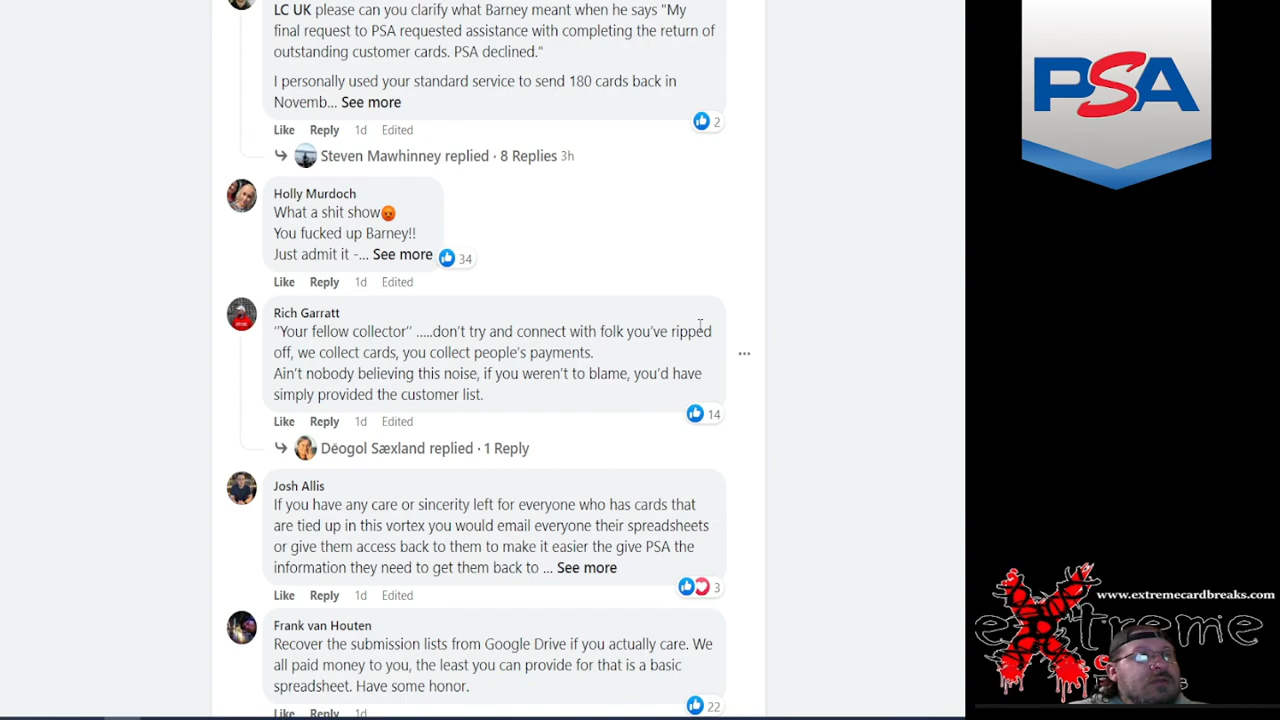 LC UK please can you clarify what Barney meant when he says "My
final request to PSA requested assistance with completing the return of
outstanding customer cards. PSA declined."
I personally used your standard service to send 180 cards back in
Novemb... See more
2
Like Reply 1d Edited
Steven Mawhinney replied · 8 Replies 3h
Holly Murdoch
What a shit show😡
You fucked up Barney!!
Just admit it -... See more
34
Like Reply 1d Edited
Rich Garratt
“Your fellow collector” .....don’t try and connect with folk you’ve ripped
off, we collect cards, you collect people’s payments.
Ain’t nobody believing this noise, if you weren’t to blame, you’d have
simply provided the customer list.
14
Like Reply 1d Edited
Dēogol Sæxland replied · 1 Reply
Josh Allis
If you have any care or sincerity left for everyone who has cards that
are tied up in this vortex you would email everyone their spreadsheets
or give them access back to them to make it easier the give PSA the
information they need to get them back to ... See more
3
Like Reply 1d Edited
Frank van Houten
Recover the submission lists from Google Drive if you actually care. We
all paid money to you, the least you can provide for that is a basic
spreadsheet. Have some honor.
22
Like Reply 1d Edited
PSA
www.extremecardbreaks.com
eXtreme